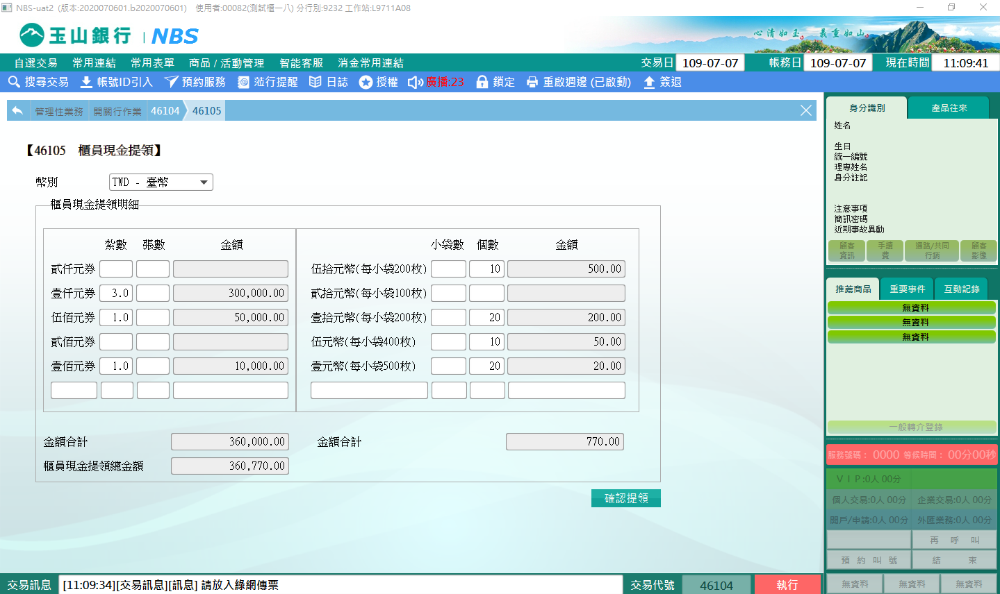 NBS-uat2 (版本:2020070601.b2020070601) 使用者:00082(測試櫃一八) 分行別:9232 工作站:L9711A08
玉山銀行 | NBS
心清如玉。義重如山。
自選交易 常用連結 常用表單 商品 / 活動管理 智能客服 消金常用連結 交易日 109-07-07 帳務日 109-07-07 現在時間 11:09:41
搜尋交易 帳號ID引入 預約服務 蒞行提醒 日誌 授權 廣播:23 鎖定 重啟週邊 (已啟動) 簽退
管理性業務 開關行作業 46104 46105
【46105 櫃員現金提領】
幣別 TWD - 臺幣
櫃員現金提領明細
紮數 張數 金額 小袋數 個數 金額
貳仟元券 伍拾元幣(每小袋200枚) 10 500.00
壹仟元券 3.0 300,000.00 貳拾元幣(每小袋100枚)
伍佰元券 1.0 50,000.00 壹拾元幣(每小袋200枚) 20 200.00
貳佰元券 伍元幣(每小袋400枚) 10 50.00
壹佰元券 1.0 10,000.00 壹元幣(每小袋500枚) 20 20.00
金額合計 360,000.00 金額合計 770.00
櫃員現金提領總金額 360,770.00
確認提領
交易訊息 [11:09:34][交易訊息][訊息] 請放入綠網傳票 交易代號 46104 執行
身分識別 產品往來
姓名
生日
統一編號
理專姓名
身分註記
注意事項
簡訊密碼
近期事故異動
顧客資訊 手續費 通路/共同行銷 顧客影像
推薦商品 重要事件 互動記錄
無資料
無資料
無資料
一般轉介登錄
服務號碼： 0000 等候時間： 00分00秒
ＶＩＰ:0人 00分
個人交易:0人 00分 企業交易:0人 00分
開戶/申請:0人 00分 外匯業務:0人 00分
再 呼 叫
預 約 叫 號 結 束
無資料 無資料 無資料